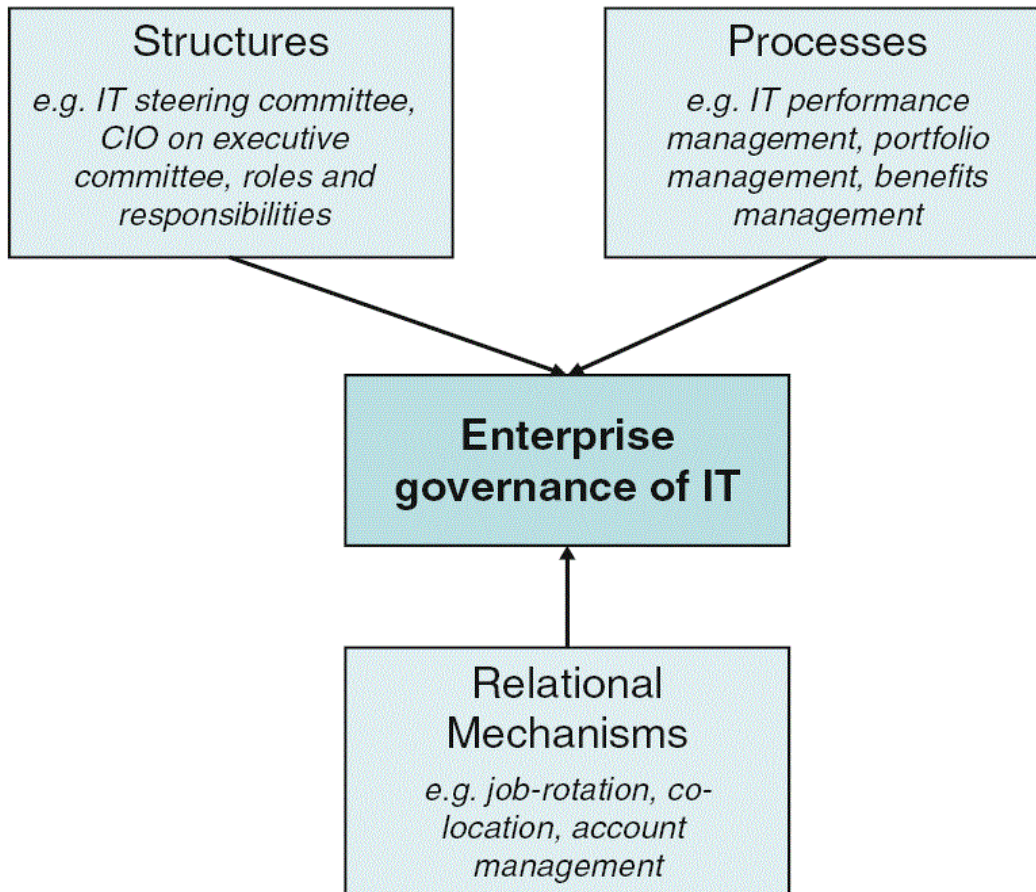 Structures
e.g. IT steering committee,
CIO on executive
committee, roles and
responsibilities
Processes
e.g. IT performance
management, portfolio
management, benefits
management
Enterprise
governance of IT
Relational
Mechanisms
e.g. job-rotation, co-
location, account
management